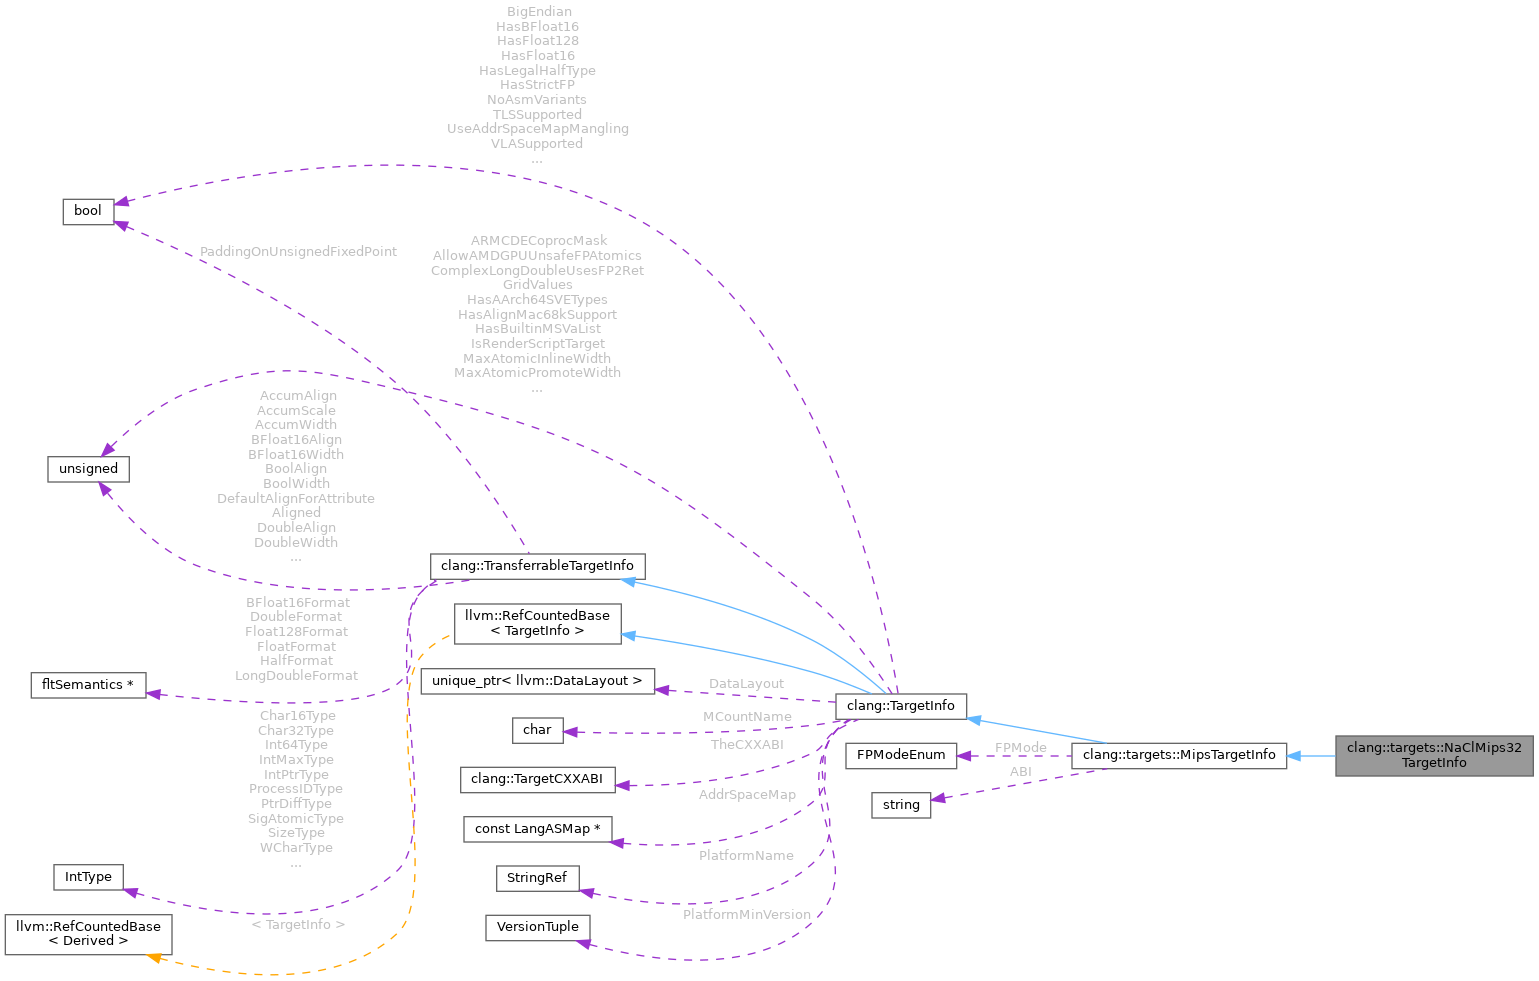 BigEndian
HasBFloat16
HasFloat128
HasFloat16
HasLegalHalfType
HasStrictFP
NoAsmVariants
TLSSupported
UseAddrSpaceMapMangling
VLASupported
...
bool
PaddingOnUnsignedFixedPoint
ARMCDECoprocMask
AllowAMDGPUUnsafeFPAtomics
ComplexLongDoubleUsesFP2Ret
GridValues
HasAArch64SVETypes
HasAlignMac68kSupport
HasBuiltinMSVaList
IsRenderScriptTarget
MaxAtomicInlineWidth
MaxAtomicPromoteWidth
...
AccumAlign
AccumScale
AccumWidth
BFloat16Align
BFloat16Width
BoolAlign
BoolWidth
DefaultAlignForAttribute
Aligned
DoubleAlign
DoubleWidth
...
unsigned
clang::TransferrableTargetInfo
llvm::RefCountedBase
< TargetInfo >
BFloat16Format
DoubleFormat
Float128Format
FloatFormat
HalfFormat
LongDoubleFormat
fltSemantics *
unique_ptr< llvm::DataLayout >
DataLayout
clang::TargetInfo
char
MCountName
TheCXXABI
clang::TargetCXXABI
FPModeEnum
FPMode
clang::targets::MipsTargetInfo
clang::targets::NaClMips32
TargetInfo
ABI
string
AddrSpaceMap
const LangASMap *
Char16Type
Char32Type
Int64Type
IntMaxType
IntPtrType
ProcessIDType
PtrDiffType
SigAtomicType
SizeType
WCharType
...
PlatformName
StringRef
IntType
PlatformMinVersion
VersionTuple
< TargetInfo >
llvm::RefCountedBase
< Derived >